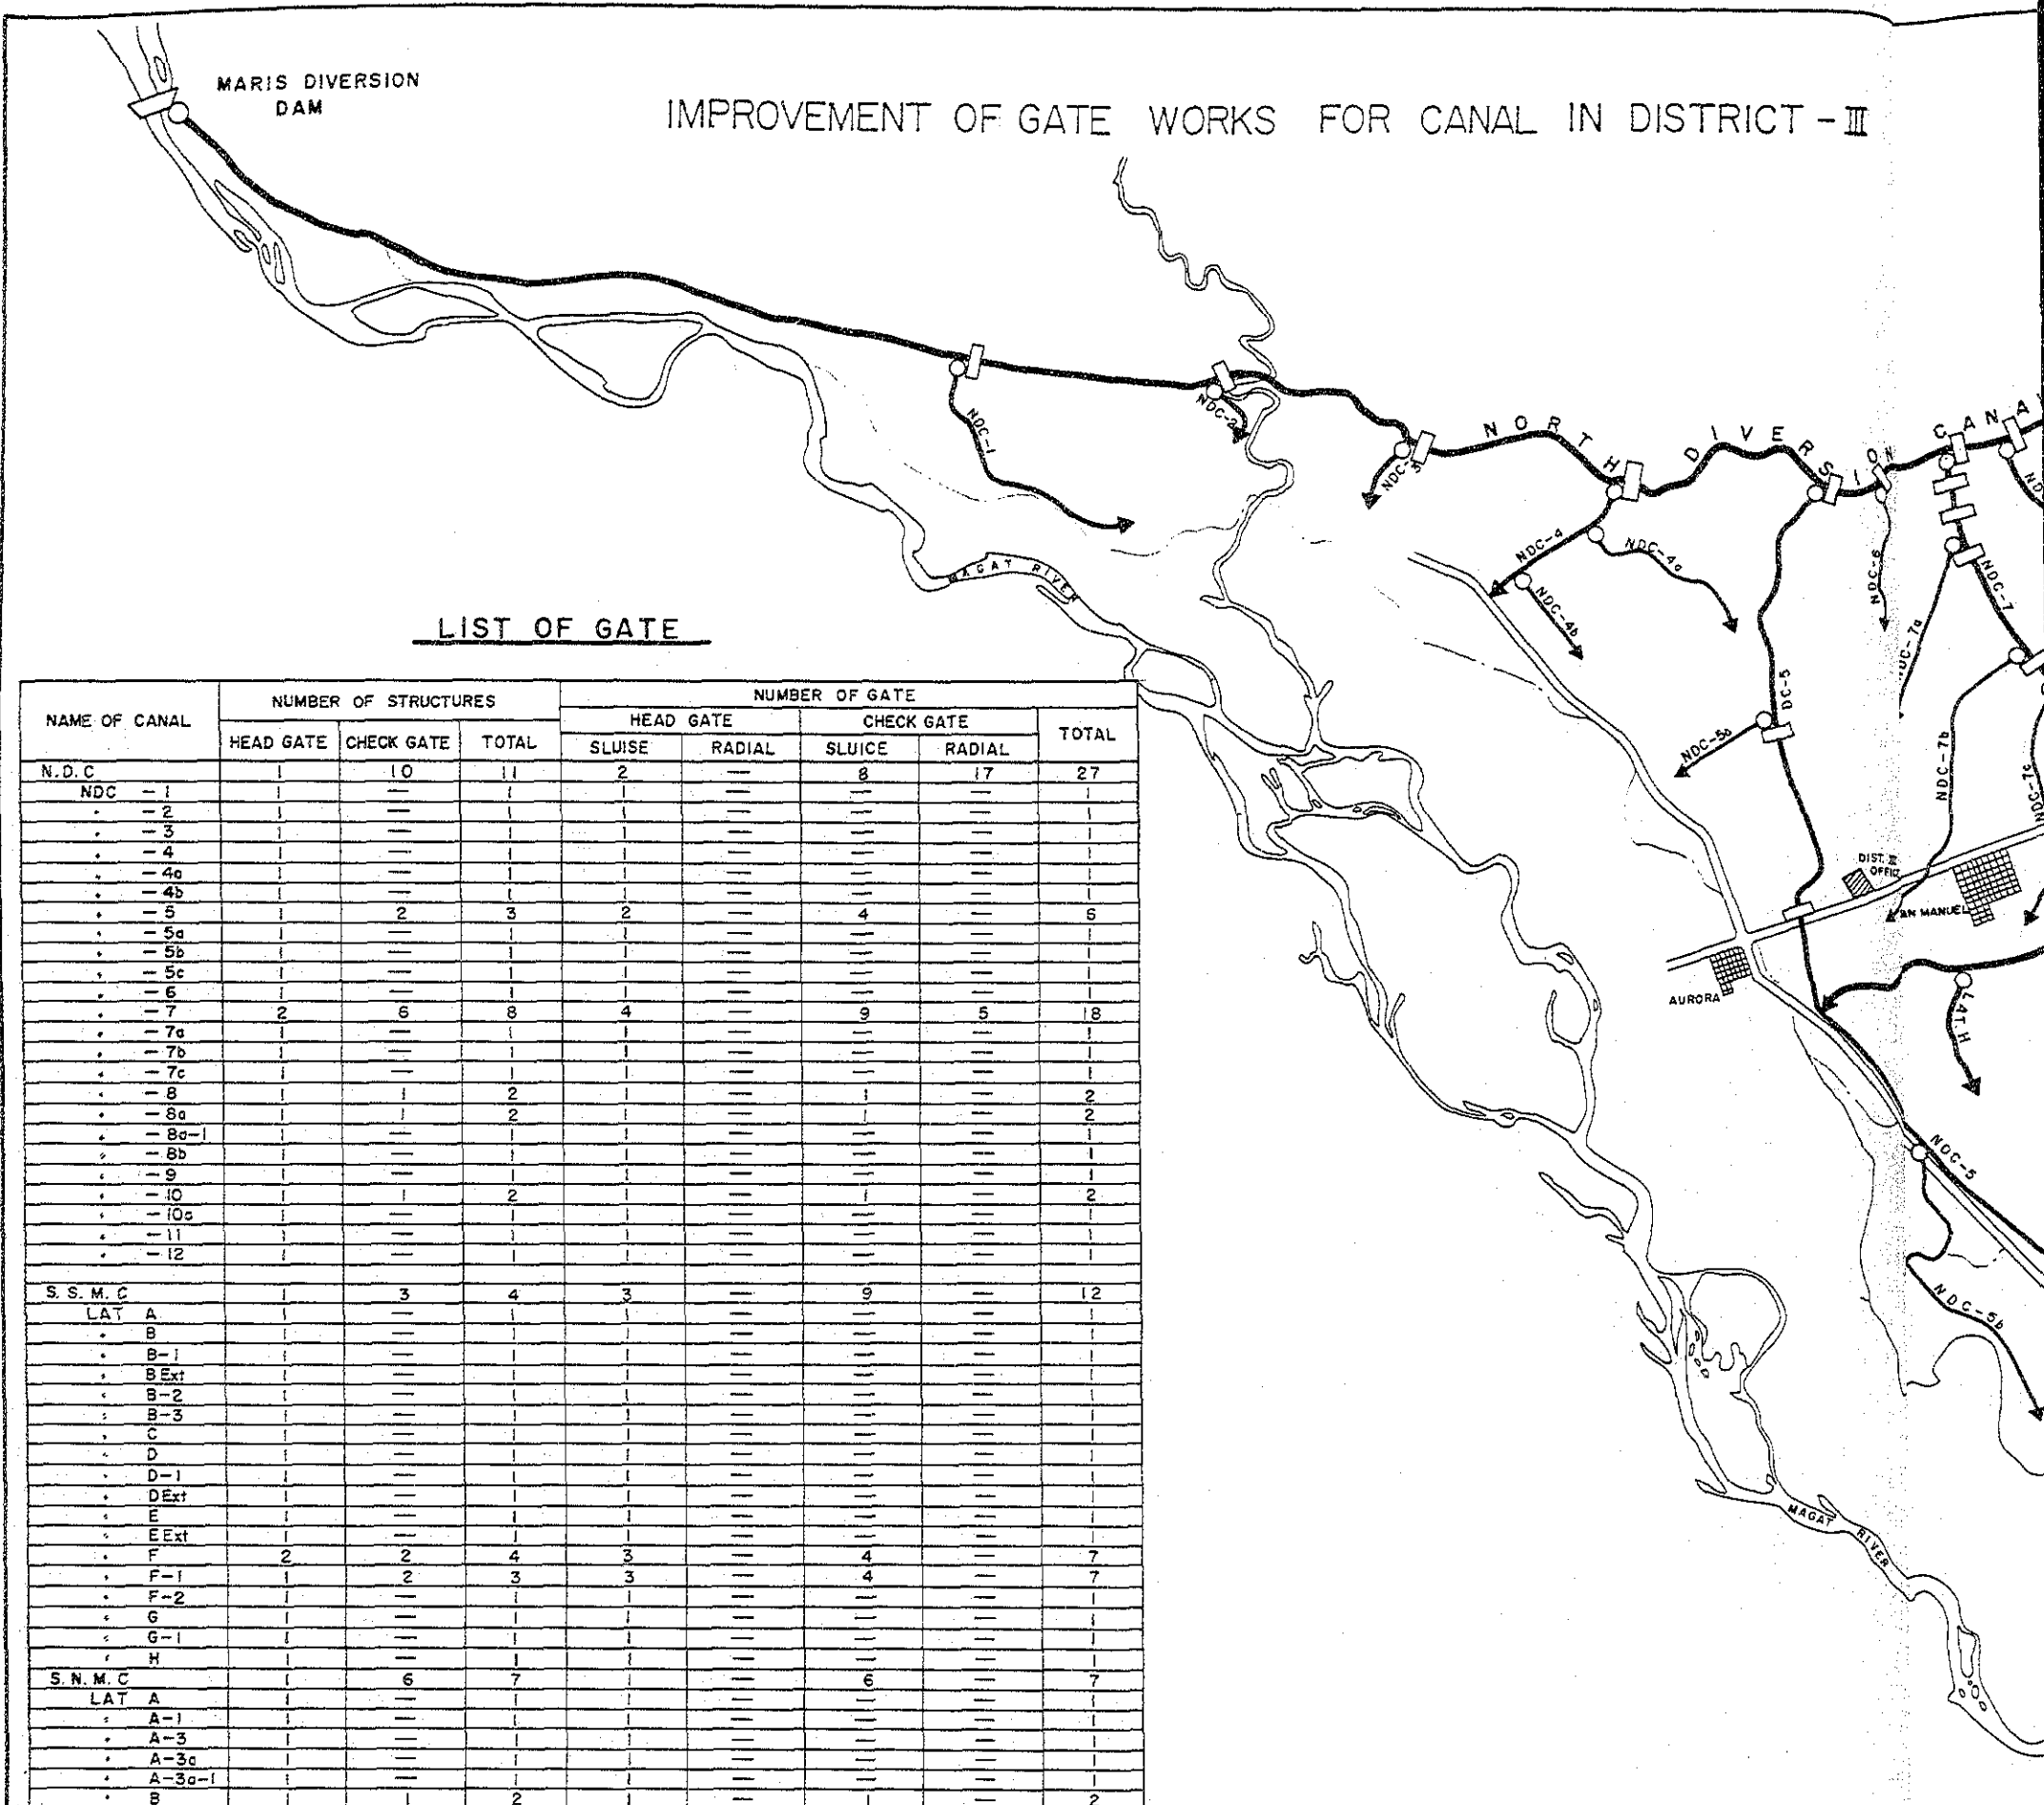 MARIS DIVERSION
DAM
IMPROVEMENT OF GATE WORKS FOR CANAL IN DISTRICT - III
NDC-1
NDC-2
NDC-3
NORTH DIVERSION CANA
NDC-4
NDC-4a
NDC-4b
DC-5
NDC-5a
NDC-6
NDC-7
DC-7a
NDC-7b
NDC-7c
MAGAT RIVER
DIST. III
OFFIC
AN MANUEL
AURORA
LAT H
NDC-5
NDC-5b
MAGAT RIVER
LIST OF GATE
NAME OF CANAL NUMBER OF STRUCTURES NUMBER OF GATE
HEAD GATE CHECK GATE TOTAL HEAD GATE CHECK GATE TOTAL
SLUISE RADIAL SLUICE RADIAL
N.D.C 1 10 11 2 — 8 17 27
NDC - 1 1 — 1 1 — — — 1
" - 2 1 — 1 1 — — — 1
" - 3 1 — 1 1 — — — 1
" - 4 1 — 1 1 — — — 1
" - 4a 1 — 1 1 — — — 1
" - 4b 1 — 1 1 — — — 1
" - 5 1 2 3 2 — 4 — 6
" - 5a 1 — 1 1 — — — 1
" - 5b 1 — 1 1 — — — 1
" - 5c 1 — 1 1 — — — 1
" - 6 1 — 1 1 — — — 1
" - 7 2 6 8 4 — 9 5 18
" - 7a 1 — 1 1 — — — 1
" - 7b 1 — 1 1 — — — 1
" - 7c 1 — 1 1 — — — 1
" - 8 1 1 2 1 — 1 — 2
" - 8a 1 1 2 1 — 1 — 2
" - 8a-1 1 — 1 1 — — — 1
" - 8b 1 — 1 1 — — — 1
" - 9 1 — 1 1 — — — 1
" - 10 1 1 2 1 — 1 — 2
" - 10a 1 — 1 1 — — — 1
" - 11 1 — 1 1 — — — 1
" - 12 1 — 1 1 — — — 1
S. S. M. C 1 3 4 3 — 9 — 12
LAT A 1 — 1 1 — — — 1
" B 1 — 1 1 — — — 1
" B-1 1 — 1 1 — — — 1
" B Ext 1 — 1 1 — — — 1
" B-2 1 — 1 1 — — — 1
" B-3 1 — 1 1 — — — 1
" C 1 — 1 1 — — — 1
" D 1 — 1 1 — — — 1
" D-1 1 — 1 1 — — — 1
" D Ext 1 — 1 1 — — — 1
" E 1 — 1 1 — — — 1
" E Ext 1 — 1 1 — — — 1
" F 2 2 4 3 — 4 — 7
" F-1 1 2 3 3 — 4 — 7
" F-2 1 — 1 1 — — — 1
" G 1 — 1 1 — — — 1
" G-1 1 — 1 1 — — — 1
" H 1 — 1 1 — — — 1
S. N. M. C 1 6 7 1 — 6 — 7
LAT A 1 — 1 1 — — — 1
" A-1 1 — 1 1 — — — 1
" A-3 1 — 1 1 — — — 1
" A-3a 1 — 1 1 — — — 1
" A-3a-1 1 — 1 1 — — — 1
" B 1 1 2 1 — 1 — 2